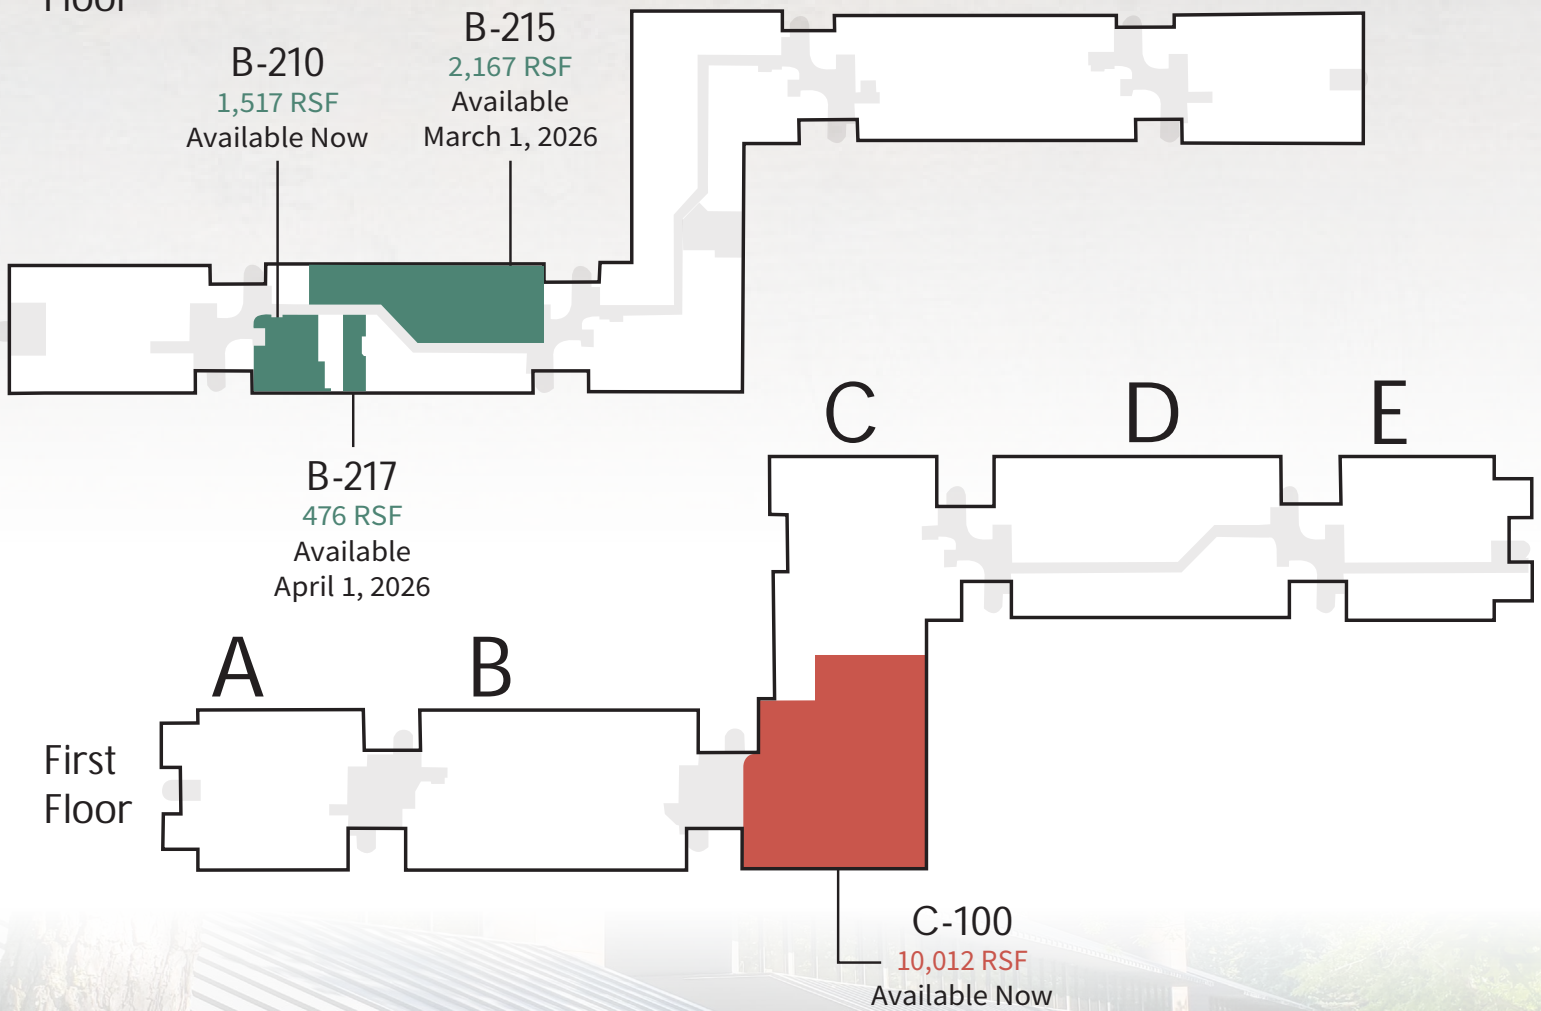 Floor
B-210
1,517 RSF
Available Now
B-215
2,167 RSF
Available
March 1, 2026
B-217
476 RSF
Available
April 1, 2026
C
D
E
A
B
First
Floor
C-100
10,012 RSF
Available Now